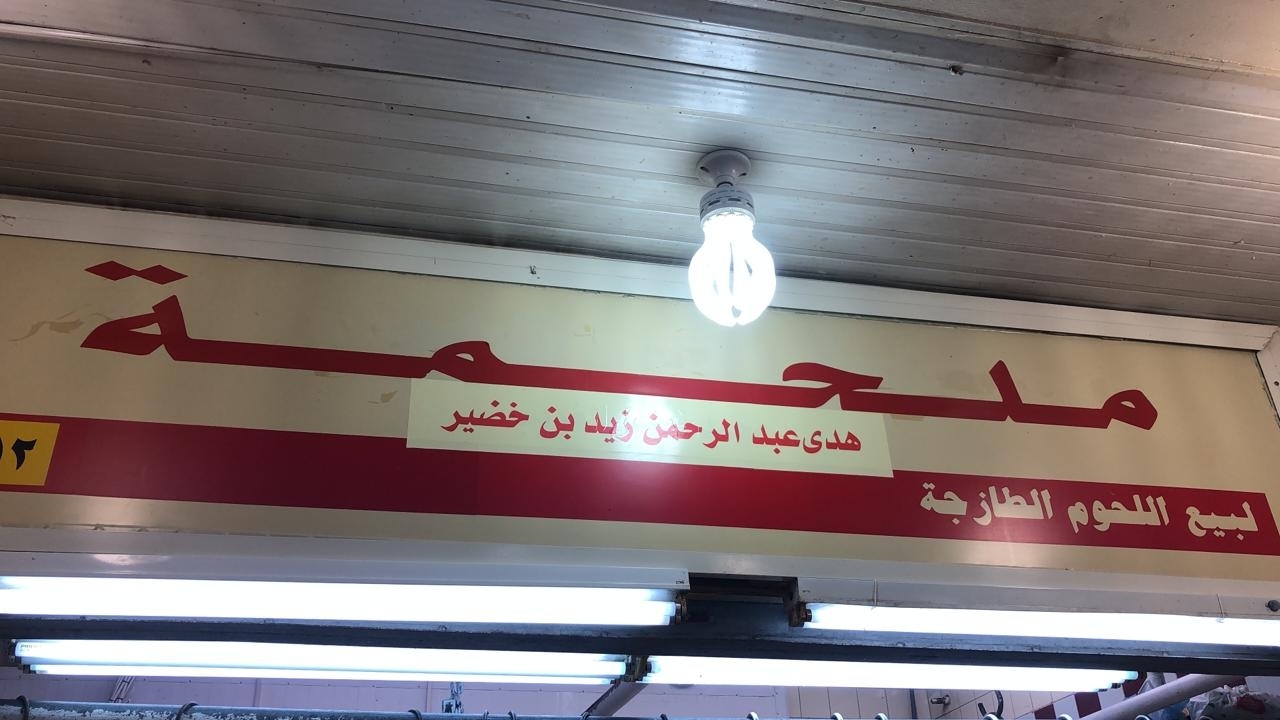 ملحمة
هدى عبد الرحمن زيد بن خضير
لبيع اللحوم الطازجة